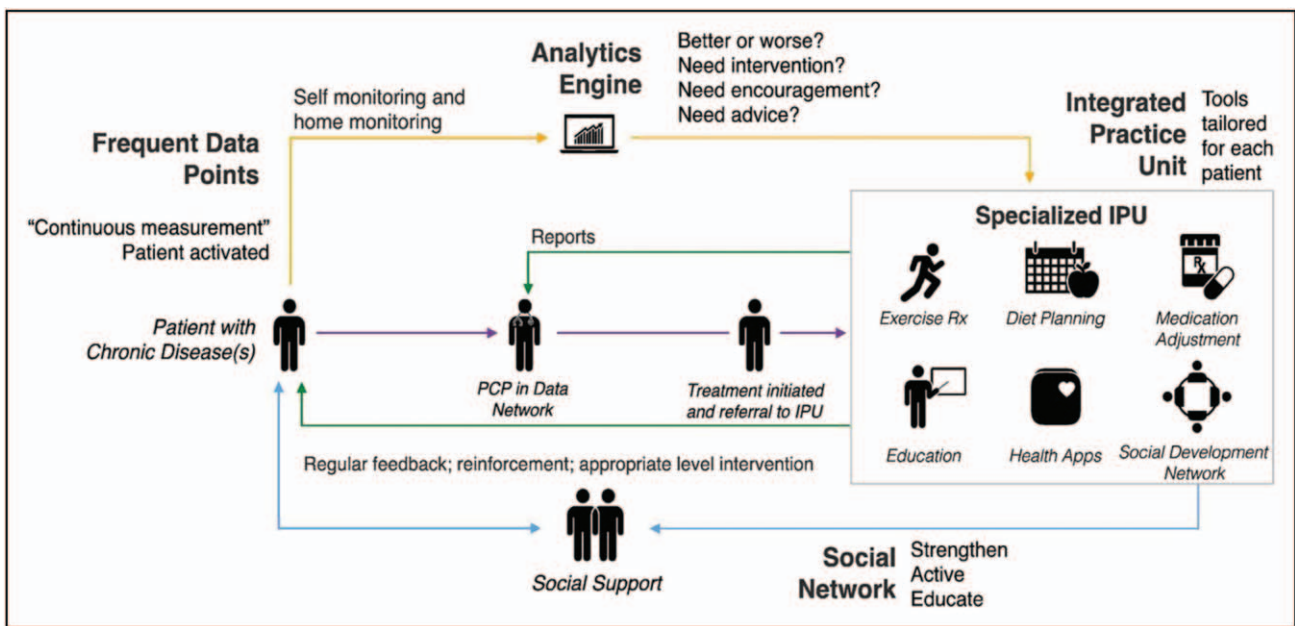 Analytics
Engine
Better or worse?
Need intervention?
Need encouragement?
Need advice?
Self monitoring and
home monitoring
Integrated
Practice
Unit
Tools
tailored
for each
patient
Frequent Data
Points
“Continuous measurement”
Patient activated
Specialized IPU
Reports
Exercise Rx
Diet Planning
Rx
Medication
Adjustment
Patient with
Chronic Disease(s)
PCP in Data
Network
Treatment initiated
and referral to IPU
Education
Health Apps
Social Development
Network
Regular feedback; reinforcement; appropriate level intervention
Social Support
Social
Network
Strengthen
Active
Educate